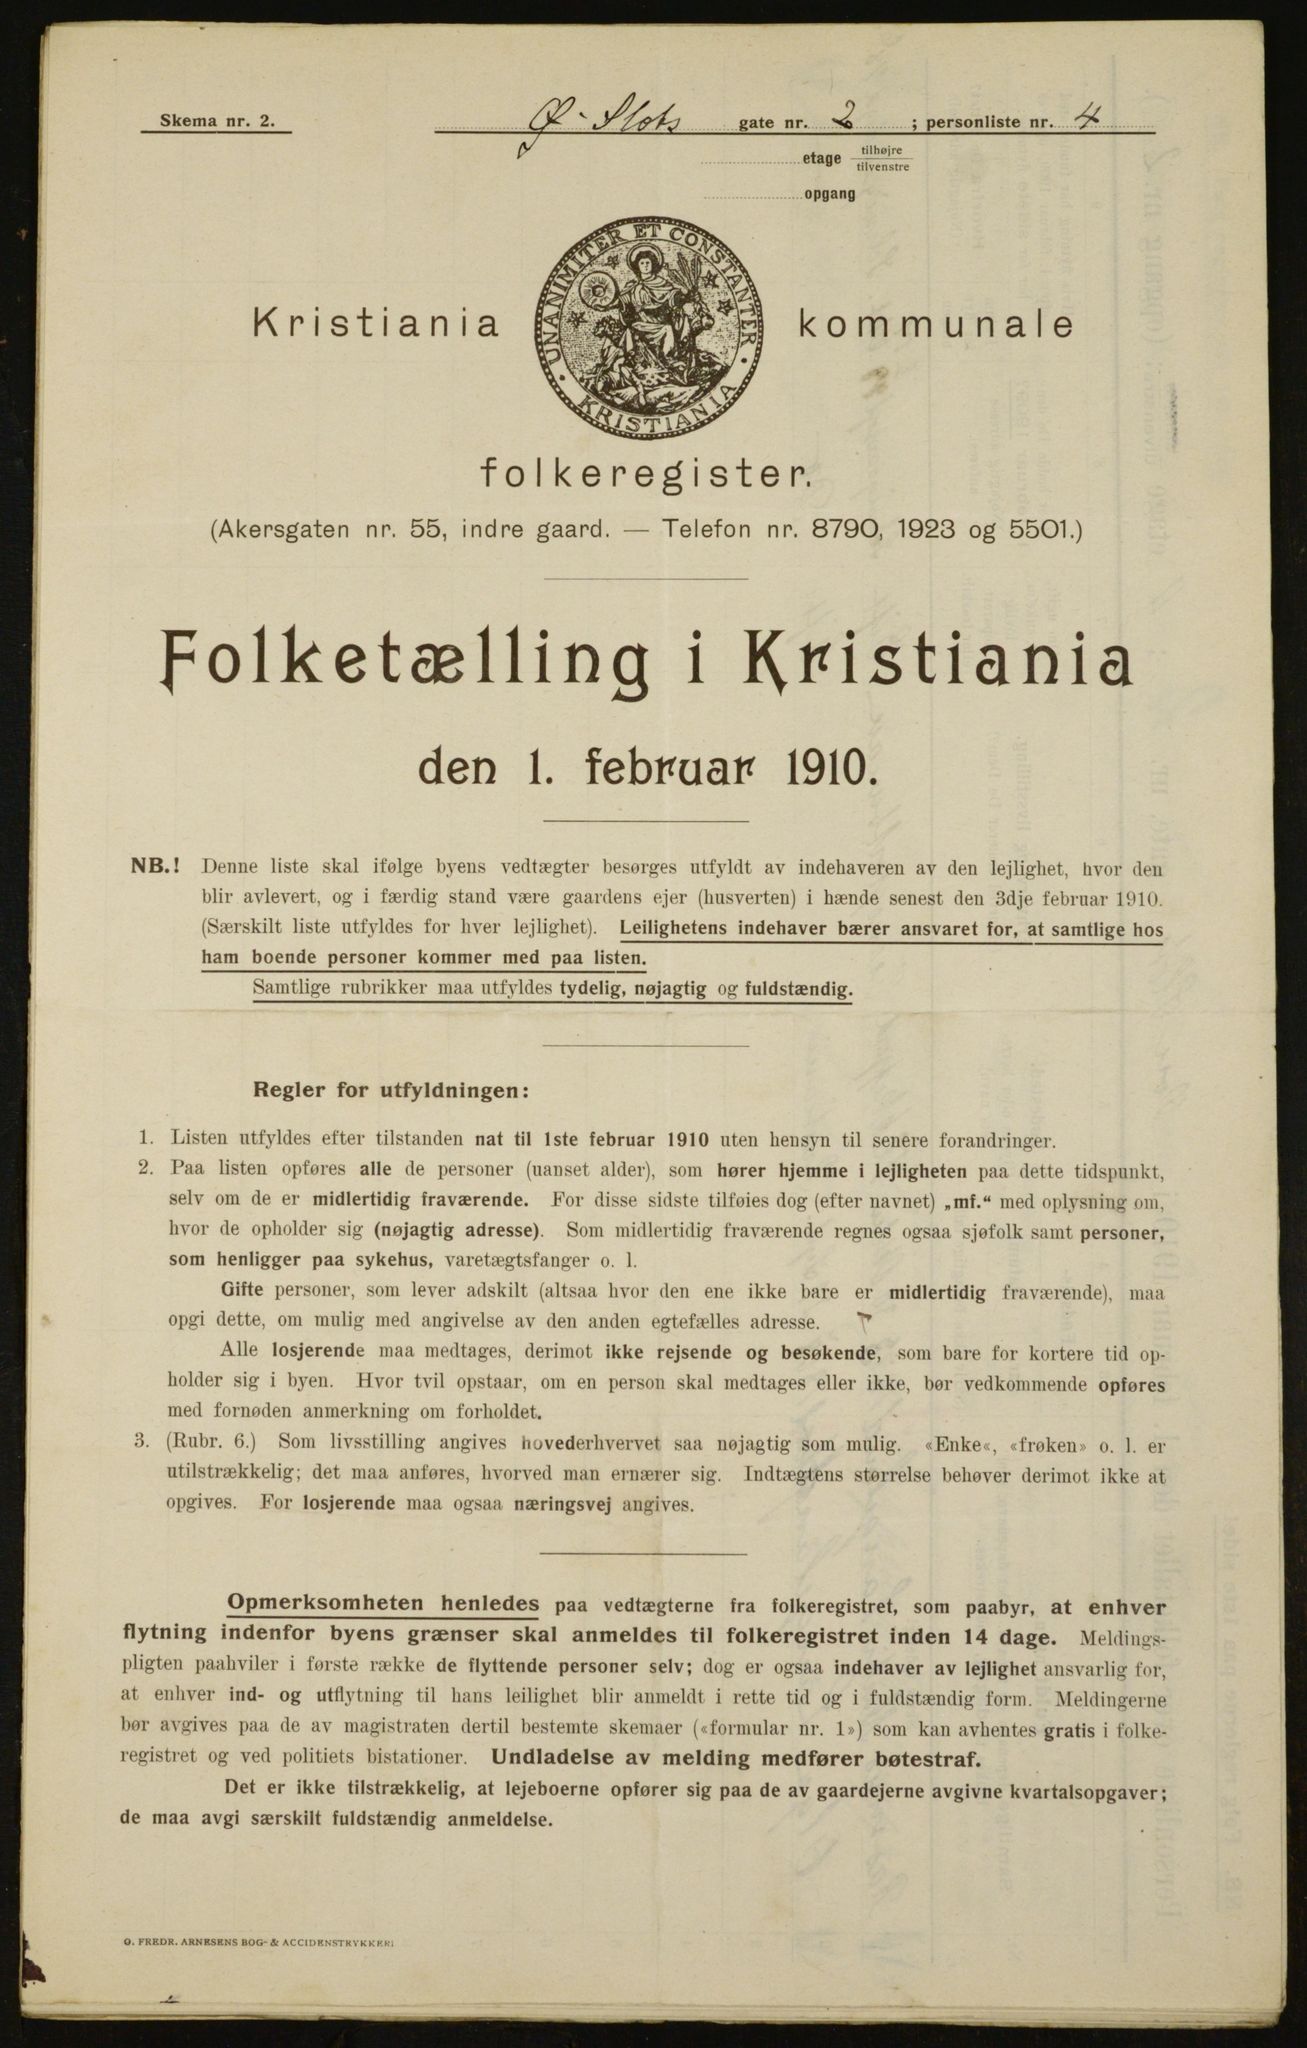 Skema nr. 2.
Ø. Slots gate nr. 2 ; personliste nr. 4
etage tilhøjre
tilvenstre
opgang
UNANIMITER ET CONSTANTER · KRISTIANIA ·
Kristiania kommunale
folkeregister.
(Akersgaten nr. 55, indre gaard. — Telefon nr. 8790, 1923 og 5501.)
Folketælling i Kristiania
den 1. februar 1910.
NB.! Denne liste skal ifølge byens vedtægter besørges utfyldt av indehaveren av den lejlighet, hvor den
blir avlevert, og i færdig stand være gaardens ejer (husverten) i hænde senest den 3dje februar 1910.
(Særskilt liste utfyldes for hver lejlighet). Leilighetens indehaver bærer ansvaret for, at samtlige hos
ham boende personer kommer med paa listen.
Samtlige rubrikker maa utfyldes tydelig, nøjagtig og fuldstændig.
Regler for utfyldningen:
1. Listen utfyldes efter tilstanden nat til 1ste februar 1910 uten hensyn til senere forandringer.
2. Paa listen opføres alle de personer (uanset alder), som hører hjemme i lejligheten paa dette tidspunkt,
selv om de er midlertidig fraværende. For disse sidste tilføies dog (efter navnet) „mf.“ med oplysning om,
hvor de opholder sig (nøjagtig adresse). Som midlertidig fraværende regnes ogsaa sjøfolk samt personer,
som henligger paa sykehus, varetægtsfanger o. l.
Gifte personer, som lever adskilt (altsaa hvor den ene ikke bare er midlertidig fraværende), maa
opgi dette, om mulig med angivelse av den anden egtefælles adresse.
Alle losjerende maa medtages, derimot ikke rejsende og besøkende, som bare for kortere tid op-
holder sig i byen. Hvor tvil opstaar, om en person skal medtages eller ikke, bør vedkommende opføres
med fornøden anmerkning om forholdet.
3. (Rubr. 6.) Som livsstilling angives hovederhvervet saa nøjagtig som mulig. «Enke«, «frøken» o. l. er
utilstrækkelig; det maa anføres, hvorved man ernærer sig. Indtægtens størrelse behøver derimot ikke at
opgives. For losjerende maa ogsaa næringsvej angives.
Opmerksomheten henledes paa vedtægterne fra folkeregistret, som paabyr, at enhver
flytning indenfor byens grænser skal anmeldes til folkeregistret inden 14 dage. Meldings-
pligten paahviler i første række de flyttende personer selv; dog er ogsaa indehaver av lejlighet ansvarlig for,
at enhver ind- og utflytning til hans leilighet blir anmeldt i rette tid og i fuldstændig form. Meldingerne
bør avgives paa de av magistraten dertil bestemte skemaer («formular nr. 1») som kan avhentes gratis i folke-
registret og ved politiets bistationer. Undladelse av melding medfører bøtestraf.
Det er ikke tilstrækkelig, at lejeboerne opfører sig paa de av gaardejerne avgivne kvartalsopgaver;
de maa avgi særskilt fuldstændig anmeldelse.
O. FREDR. ARNESENS BOG- & ACCIDENSTRYKKERI